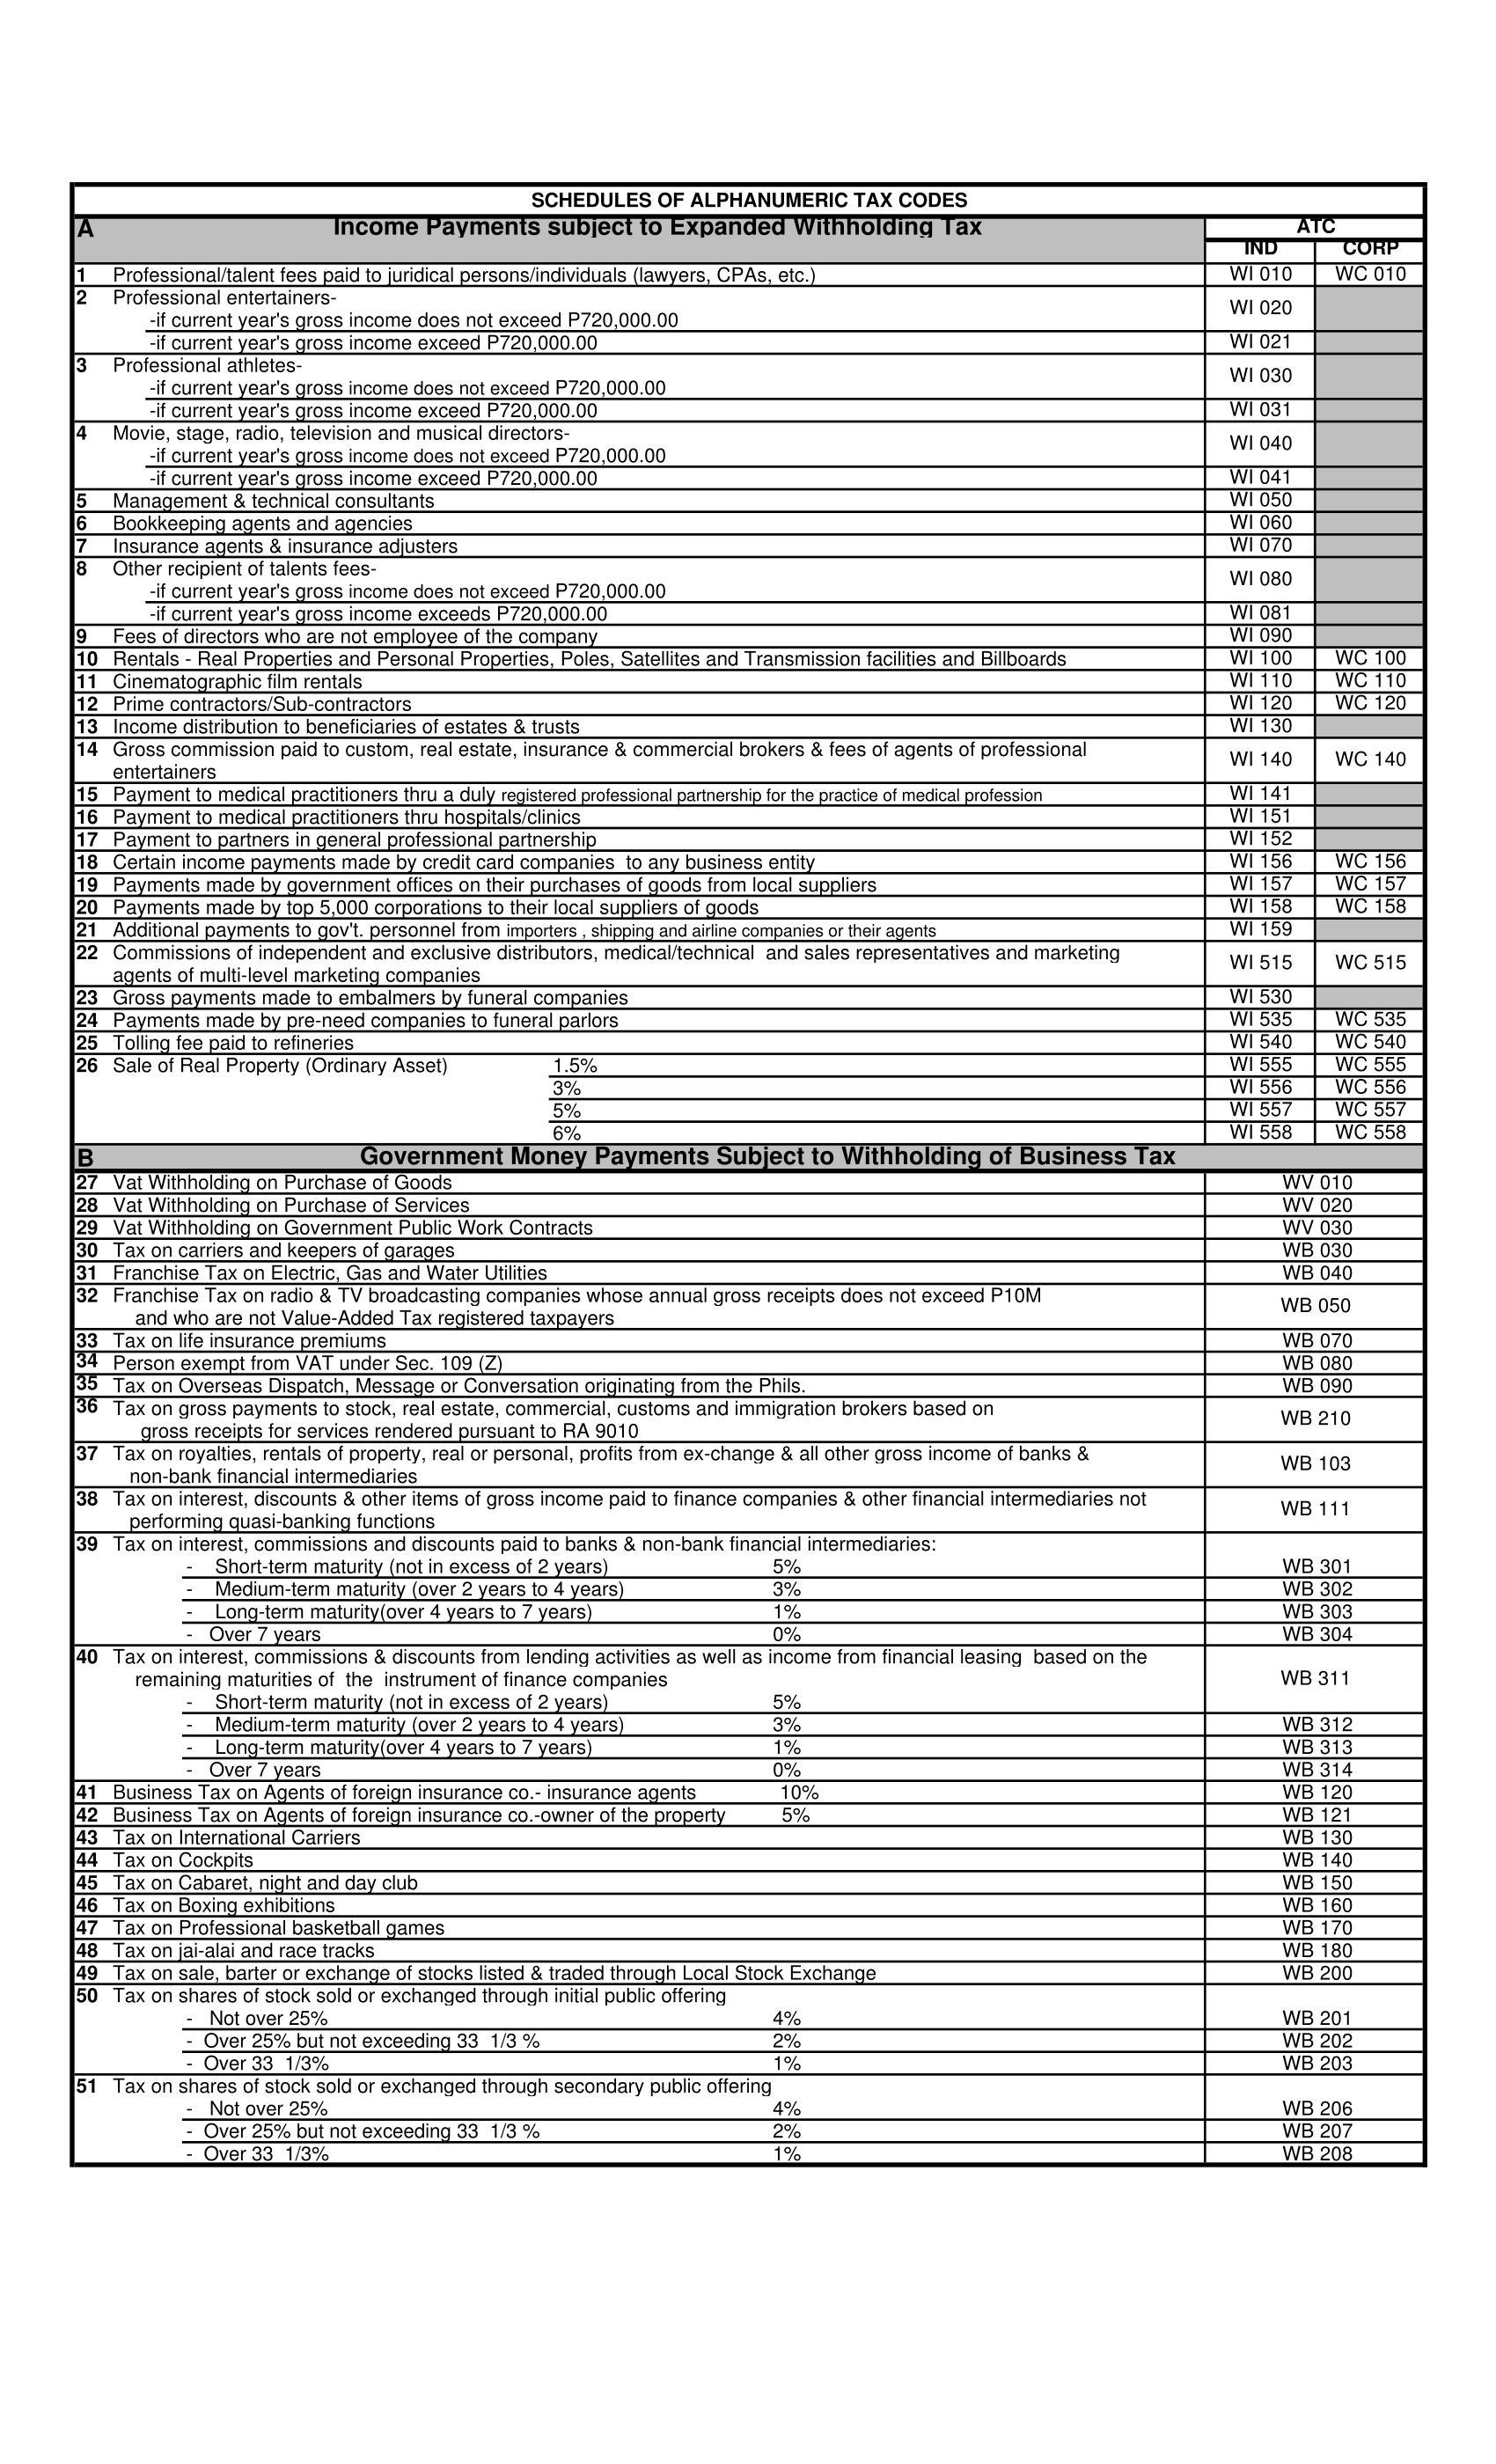 SCHEDULES OF ALPHANUMERIC TAX CODES
A Income Payments subject to Expanded Withholding Tax ATC
IND CORP
1 Professional/talent fees paid to juridical persons/individuals (lawyers, CPAs, etc.) WI 010 WC 010
2 Professional entertainers-
-if current year's gross income does not exceed P720,000.00 WI 020
-if current year's gross income exceed P720,000.00 WI 021
3 Professional athletes-
-if current year's gross income does not exceed P720,000.00 WI 030
-if current year's gross income exceed P720,000.00 WI 031
4 Movie, stage, radio, television and musical directors-
-if current year's gross income does not exceed P720,000.00 WI 040
-if current year's gross income exceed P720,000.00 WI 041
5 Management & technical consultants WI 050
6 Bookkeeping agents and agencies WI 060
7 Insurance agents & insurance adjusters WI 070
8 Other recipient of talents fees-
-if current year's gross income does not exceed P720,000.00 WI 080
-if current year's gross income exceeds P720,000.00 WI 081
9 Fees of directors who are not employee of the company WI 090
10 Rentals - Real Properties and Personal Properties, Poles, Satellites and Transmission facilities and Billboards WI 100 WC 100
11 Cinematographic film rentals WI 110 WC 110
12 Prime contractors/Sub-contractors WI 120 WC 120
13 Income distribution to beneficiaries of estates & trusts WI 130
14 Gross commission paid to custom, real estate, insurance & commercial brokers & fees of agents of professional
entertainers WI 140 WC 140
15 Payment to medical practitioners thru a duly registered professional partnership for the practice of medical profession WI 141
16 Payment to medical practitioners thru hospitals/clinics WI 151
17 Payment to partners in general professional partnership WI 152
18 Certain income payments made by credit card companies to any business entity WI 156 WC 156
19 Payments made by government offices on their purchases of goods from local suppliers WI 157 WC 157
20 Payments made by top 5,000 corporations to their local suppliers of goods WI 158 WC 158
21 Additional payments to gov't. personnel from importers , shipping and airline companies or their agents WI 159
22 Commissions of independent and exclusive distributors, medical/technical and sales representatives and marketing
agents of multi-level marketing companies WI 515 WC 515
23 Gross payments made to embalmers by funeral companies WI 530
24 Payments made by pre-need companies to funeral parlors WI 535 WC 535
25 Tolling fee paid to refineries WI 540 WC 540
26 Sale of Real Property (Ordinary Asset) 1.5% WI 555 WC 555
3% WI 556 WC 556
5% WI 557 WC 557
6% WI 558 WC 558
B Government Money Payments Subject to Withholding of Business Tax
27 Vat Withholding on Purchase of Goods WV 010
28 Vat Withholding on Purchase of Services WV 020
29 Vat Withholding on Government Public Work Contracts WV 030
30 Tax on carriers and keepers of garages WB 030
31 Franchise Tax on Electric, Gas and Water Utilities WB 040
32 Franchise Tax on radio & TV broadcasting companies whose annual gross receipts does not exceed P10M
and who are not Value-Added Tax registered taxpayers WB 050
33 Tax on life insurance premiums WB 070
34 Person exempt from VAT under Sec. 109 (Z) WB 080
35 Tax on Overseas Dispatch, Message or Conversation originating from the Phils. WB 090
36 Tax on gross payments to stock, real estate, commercial, customs and immigration brokers based on
gross receipts for services rendered pursuant to RA 9010 WB 210
37 Tax on royalties, rentals of property, real or personal, profits from ex-change & all other gross income of banks &
non-bank financial intermediaries WB 103
38 Tax on interest, discounts & other items of gross income paid to finance companies & other financial intermediaries not
performing quasi-banking functions WB 111
39 Tax on interest, commissions and discounts paid to banks & non-bank financial intermediaries:
- Short-term maturity (not in excess of 2 years) 5% WB 301
- Medium-term maturity (over 2 years to 4 years) 3% WB 302
- Long-term maturity(over 4 years to 7 years) 1% WB 303
- Over 7 years 0% WB 304
40 Tax on interest, commissions & discounts from lending activities as well as income from financial leasing based on the
remaining maturities of the instrument of finance companies WB 311
- Short-term maturity (not in excess of 2 years) 5%
- Medium-term maturity (over 2 years to 4 years) 3% WB 312
- Long-term maturity(over 4 years to 7 years) 1% WB 313
- Over 7 years 0% WB 314
41 Business Tax on Agents of foreign insurance co.- insurance agents 10% WB 120
42 Business Tax on Agents of foreign insurance co.-owner of the property 5% WB 121
43 Tax on International Carriers WB 130
44 Tax on Cockpits WB 140
45 Tax on Cabaret, night and day club WB 150
46 Tax on Boxing exhibitions WB 160
47 Tax on Professional basketball games WB 170
48 Tax on jai-alai and race tracks WB 180
49 Tax on sale, barter or exchange of stocks listed & traded through Local Stock Exchange WB 200
50 Tax on shares of stock sold or exchanged through initial public offering
- Not over 25% 4% WB 201
- Over 25% but not exceeding 33 1/3 % 2% WB 202
- Over 33 1/3% 1% WB 203
51 Tax on shares of stock sold or exchanged through secondary public offering
- Not over 25% 4% WB 206
- Over 25% but not exceeding 33 1/3 % 2% WB 207
- Over 33 1/3% 1% WB 208